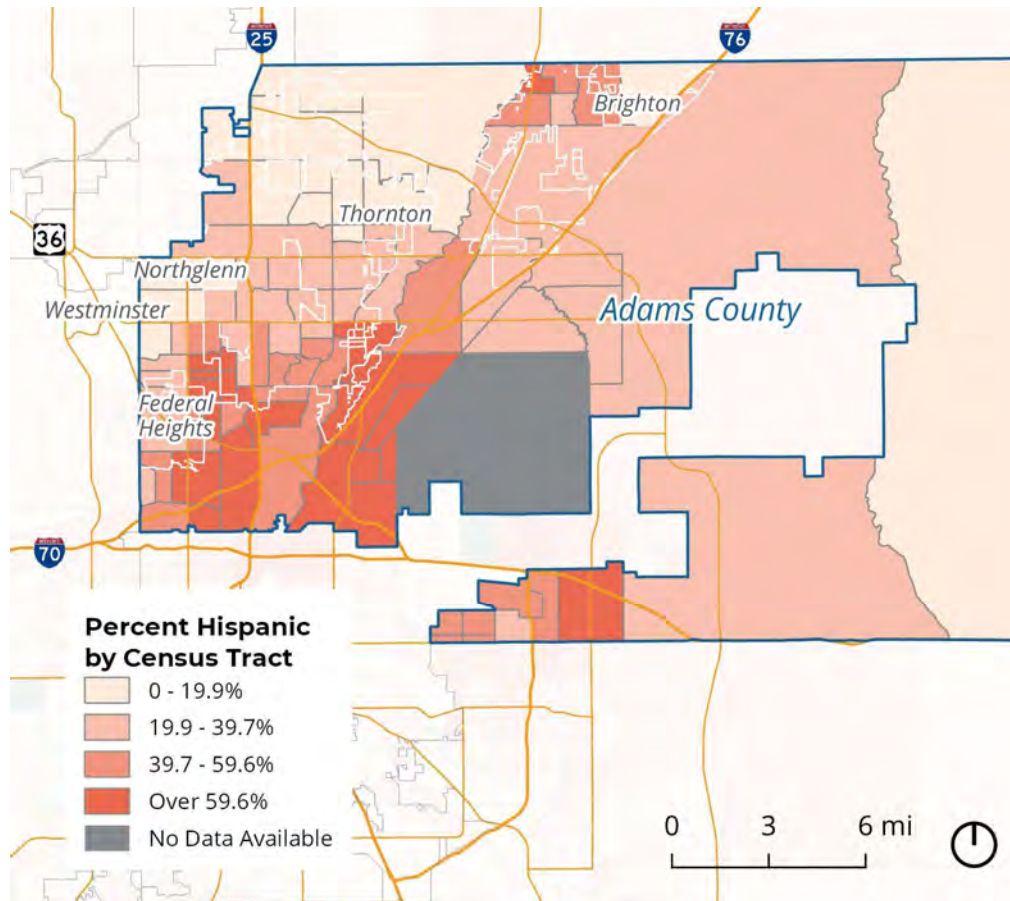 25
76
Brighton
Thornton
36
Northglenn
Westminster
Adams County
Federal
Heights
70
Percent Hispanic
by Census Tract
0 - 19.9%
19.9 - 39.7%
39.7 - 59.6%
Over 59.6%
No Data Available
0 3 6 mi